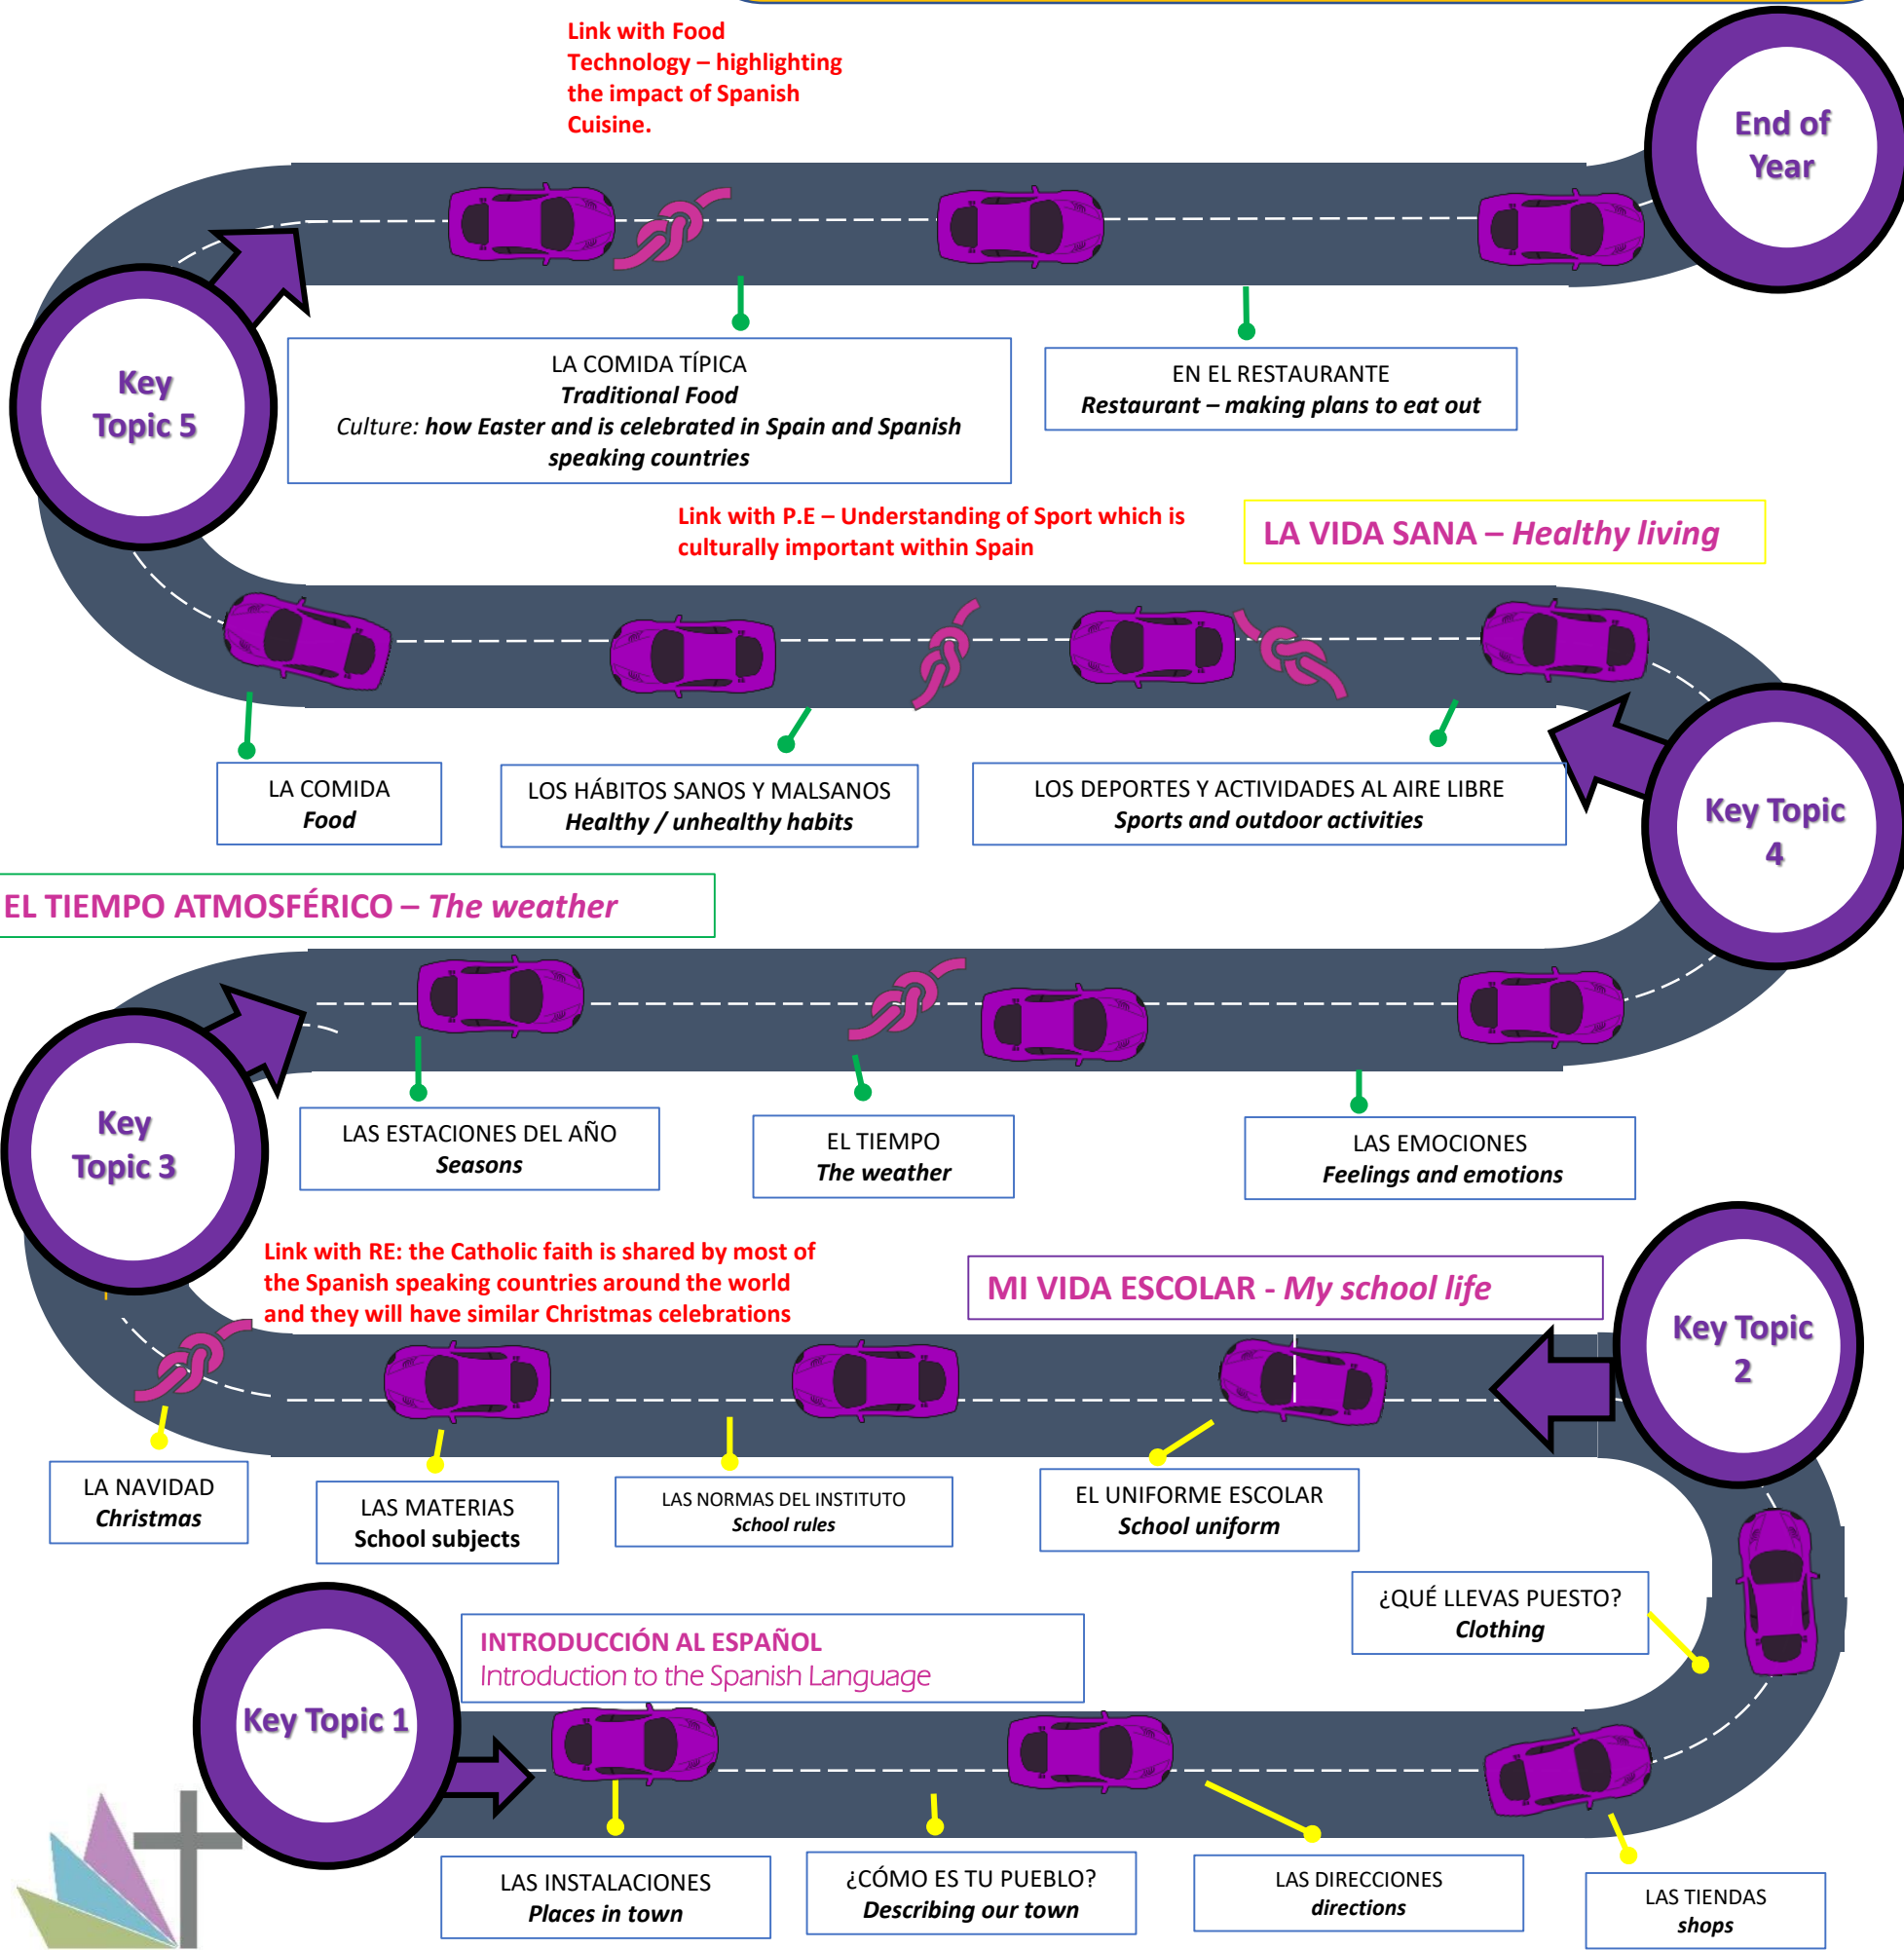 Link with Food
Technology – highlighting
the impact of Spanish
Cuisine.
End of
Year
Key
Topic 5
LA COMIDA TÍPICA
Traditional Food
Culture: how Easter and is celebrated in Spain and Spanish
speaking countries
EN EL RESTAURANTE
Restaurant – making plans to eat out
Link with P.E – Understanding of Sport which is
culturally important within Spain
LA VIDA SANA – Healthy living
LA COMIDA
Food
LOS HÁBITOS SANOS Y MALSANOS
Healthy / unhealthy habits
LOS DEPORTES Y ACTIVIDADES AL AIRE LIBRE
Sports and outdoor activities
Key Topic
4
EL TIEMPO ATMOSFÉRICO – The weather
Key
Topic 3
LAS ESTACIONES DEL AÑO
Seasons
EL TIEMPO
The weather
LAS EMOCIONES
Feelings and emotions
Link with RE: the Catholic faith is shared by most of
the Spanish speaking countries around the world
and they will have similar Christmas celebrations
MI VIDA ESCOLAR - My school life
Key Topic
2
LA NAVIDAD
Christmas
LAS MATERIAS
School subjects
LAS NORMAS DEL INSTITUTO
School rules
EL UNIFORME ESCOLAR
School uniform
¿QUÉ LLEVAS PUESTO?
Clothing
Key Topic 1
INTRODUCCIÓN AL ESPAÑOL
Introduction to the Spanish Language
LAS INSTALACIONES
Places in town
¿CÓMO ES TU PUEBLO?
Describing our town
LAS DIRECCIONES
directions
LAS TIENDAS
shops